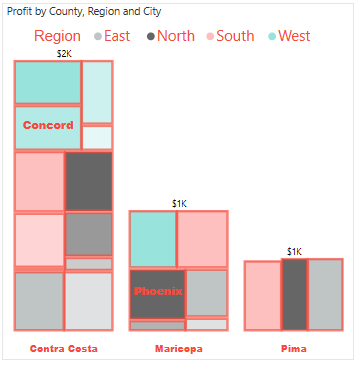 Profit by County, Region and City
Region East North South West
$2K
Concord
$1K
Phoenix
$1K
Contra Costa Maricopa Pima